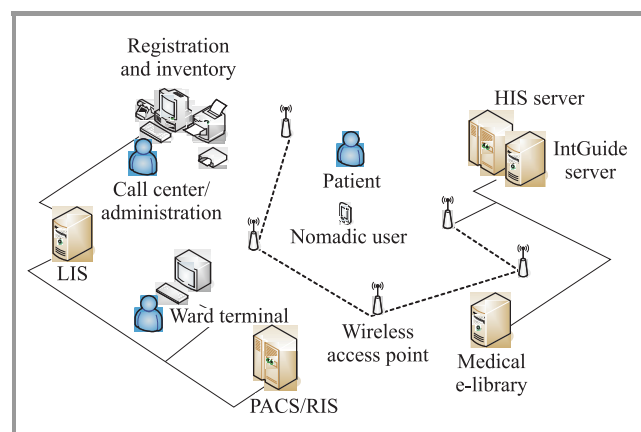 Registration
and inventory
HIS server
IntGuide
server
Call center/
administration
Patient
Nomadic user
LIS
Ward terminal
Wireless
access point
Medical
e-library
PACS/RIS